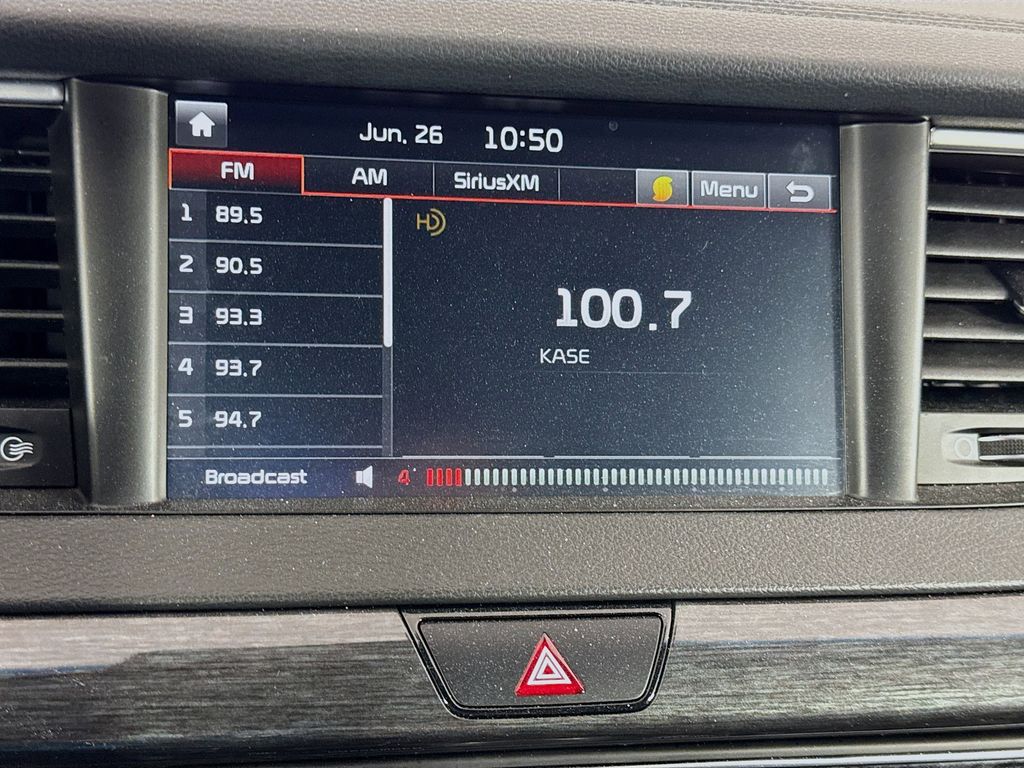 Jun, 26 10:50
FM AM SiriusXM Menu
1 89.5
2 90.5
3 93.3
4 93.7
5 94.7
HD
100.7
KASE
Broadcast 4